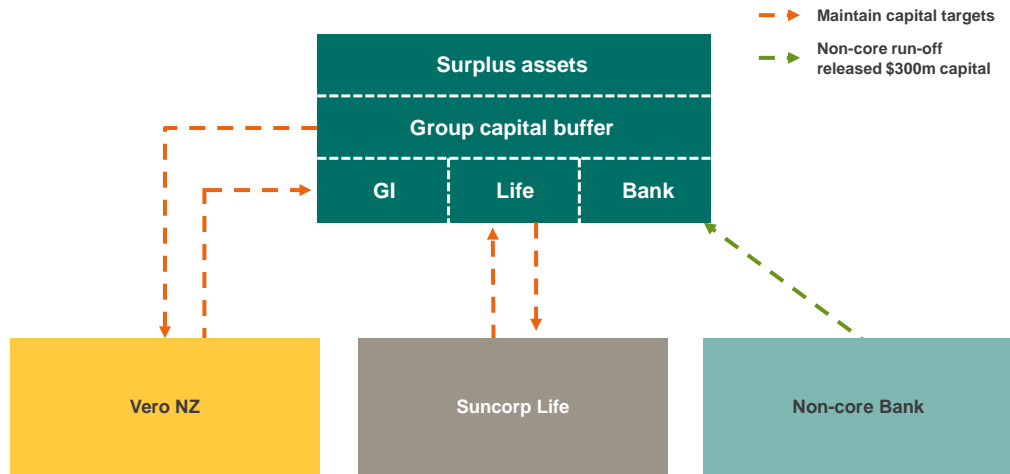 Maintain capital targets
Non-core run-off
released $300m capital
Surplus assets
Group capital buffer
GI
Life
Bank
Vero NZ
Suncorp Life
Non-core Bank